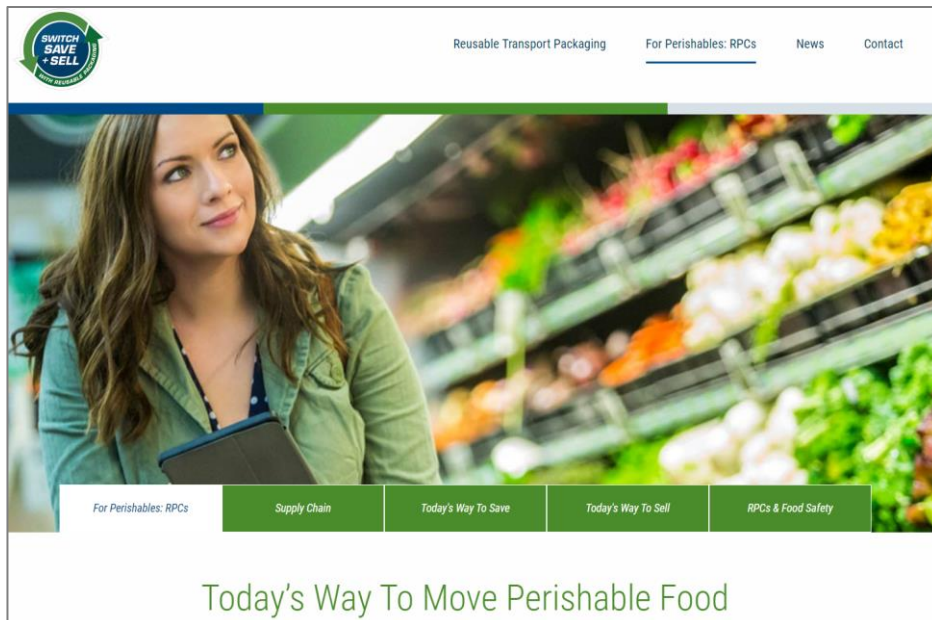 SWITCH
SAVE
+ SELL
WITH REUSABLE PACKAGING
Reusable Transport Packaging
For Perishables: RPCs
News
Contact
For Perishables: RPCs
Supply Chain
Today's Way To Save
Today's Way To Sell
RPCs & Food Safety
Today's Way To Move Perishable Food